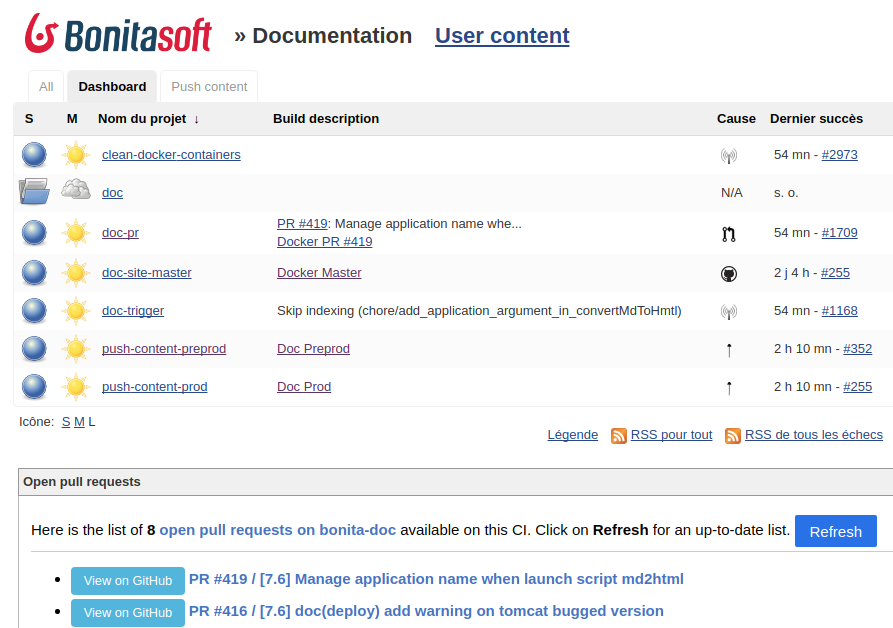 Bonitasoft » Documentation User content
All Dashboard Push content
S M Nom du projet ↓ Build description Cause Dernier succès
clean-docker-containers 54 mn - #2973
doc N/A s. o.
doc-pr PR #419: Manage application name whe... 54 mn - #1709
Docker PR #419
doc-site-master Docker Master 2 j 4 h - #255
doc-trigger Skip indexing (chore/add_application_argument_in_convertMdToHmtl) 54 mn - #1168
push-content-preprod Doc Preprod 2 h 10 mn - #352
push-content-prod Doc Prod 2 h 10 mn - #255
Icône: S M L
Légende RSS pour tout RSS de tous les échecs
Open pull requests
Here is the list of 8 open pull requests on bonita-doc available on this CI. Click on Refresh for an up-to-date list. Refresh
• View on GitHub PR #419 / [7.6] Manage application name when launch script md2html
• View on GitHub PR #416 / [7.6] doc(deploy) add warning on tomcat bugged version